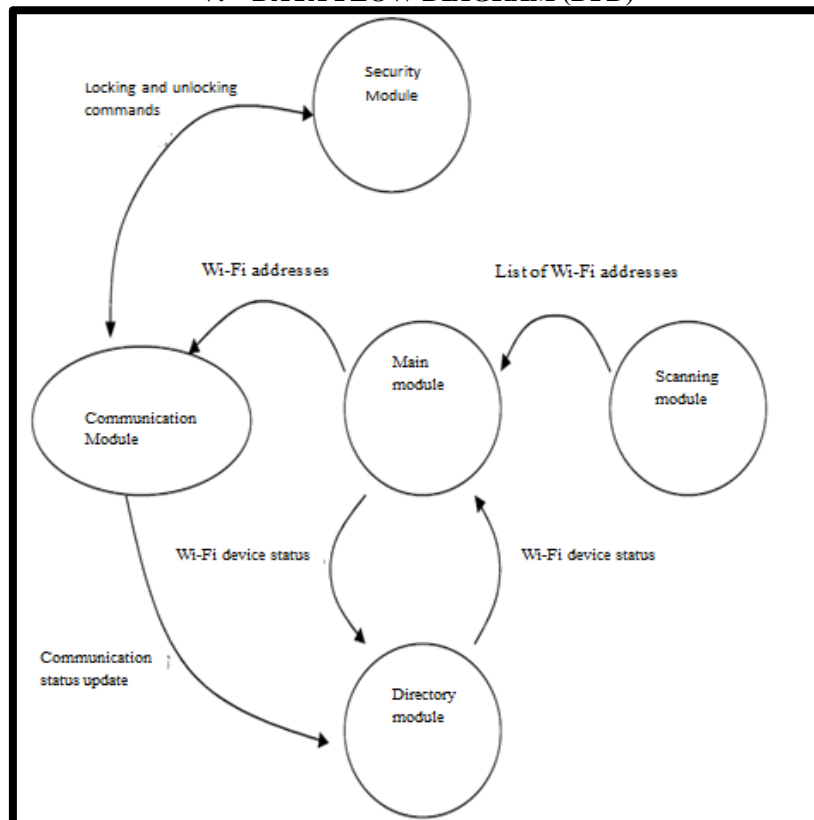 Security
Module
Locking and unlocking
commands
Wi-Fi addresses
List of Wi-Fi addresses
Main
module
Scanning
module
Communication
Module
Wi-Fi device status
Wi-Fi device status
Communication
status update
Directory
module